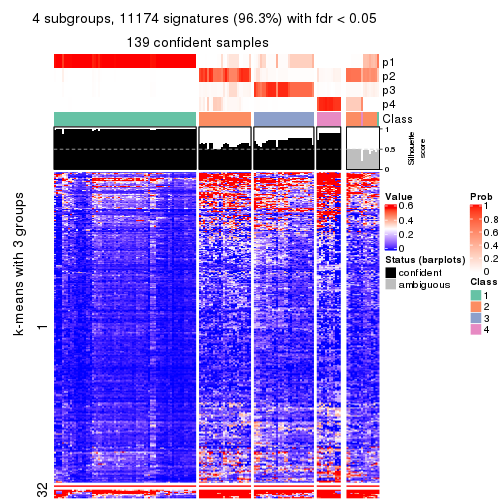 4 subgroups, 11174 signatures (96.3%) with fdr < 0.05
139 confident samples
p1
p2
p3
p4
Class
1
0.5
0
Silhouette
score
k-means with 3 groups
1
32
Value
0.6
0.4
0.2
0
Status (barplots)
confident
ambiguous
Prob
1
0.8
0.6
0.4
0.2
0
Class
1
2
3
4